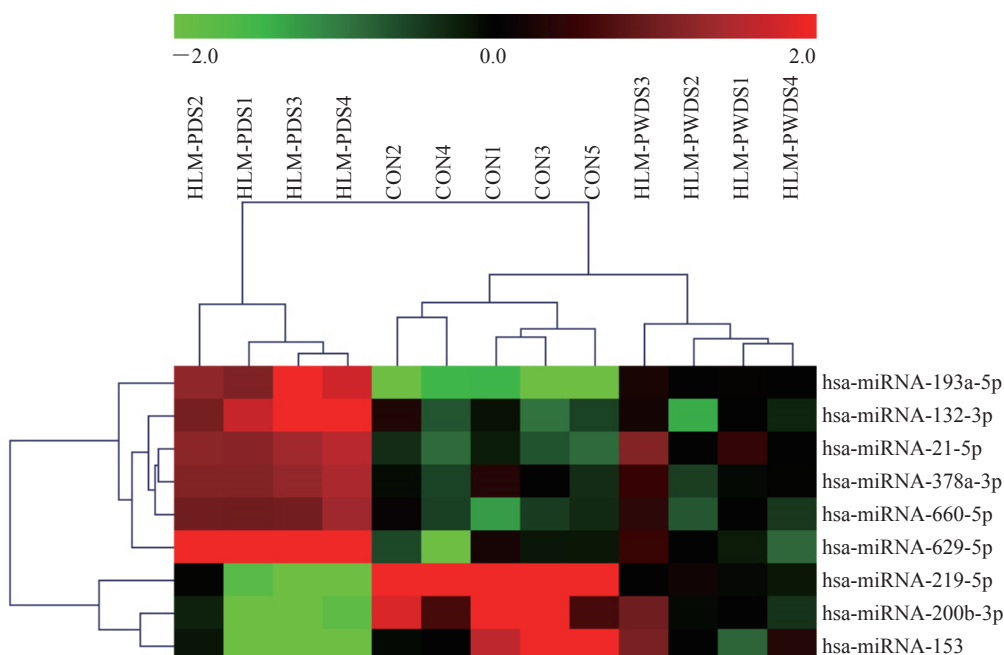 —2.0 0.0 2.0
HLM-PDS2
HLM-PDS1
HLM-PDS3
HLM-PDS4
CON2
CON4
CON1
CON3
CON5
HLM-PWDS3
HLM-PWDS2
HLM-PWDS1
HLM-PWDS4
hsa-miRNA-193a-5p
hsa-miRNA-132-3p
hsa-miRNA-21-5p
hsa-miRNA-378a-3p
hsa-miRNA-660-5p
hsa-miRNA-629-5p
hsa-miRNA-219-5p
hsa-miRNA-200b-3p
hsa-miRNA-153